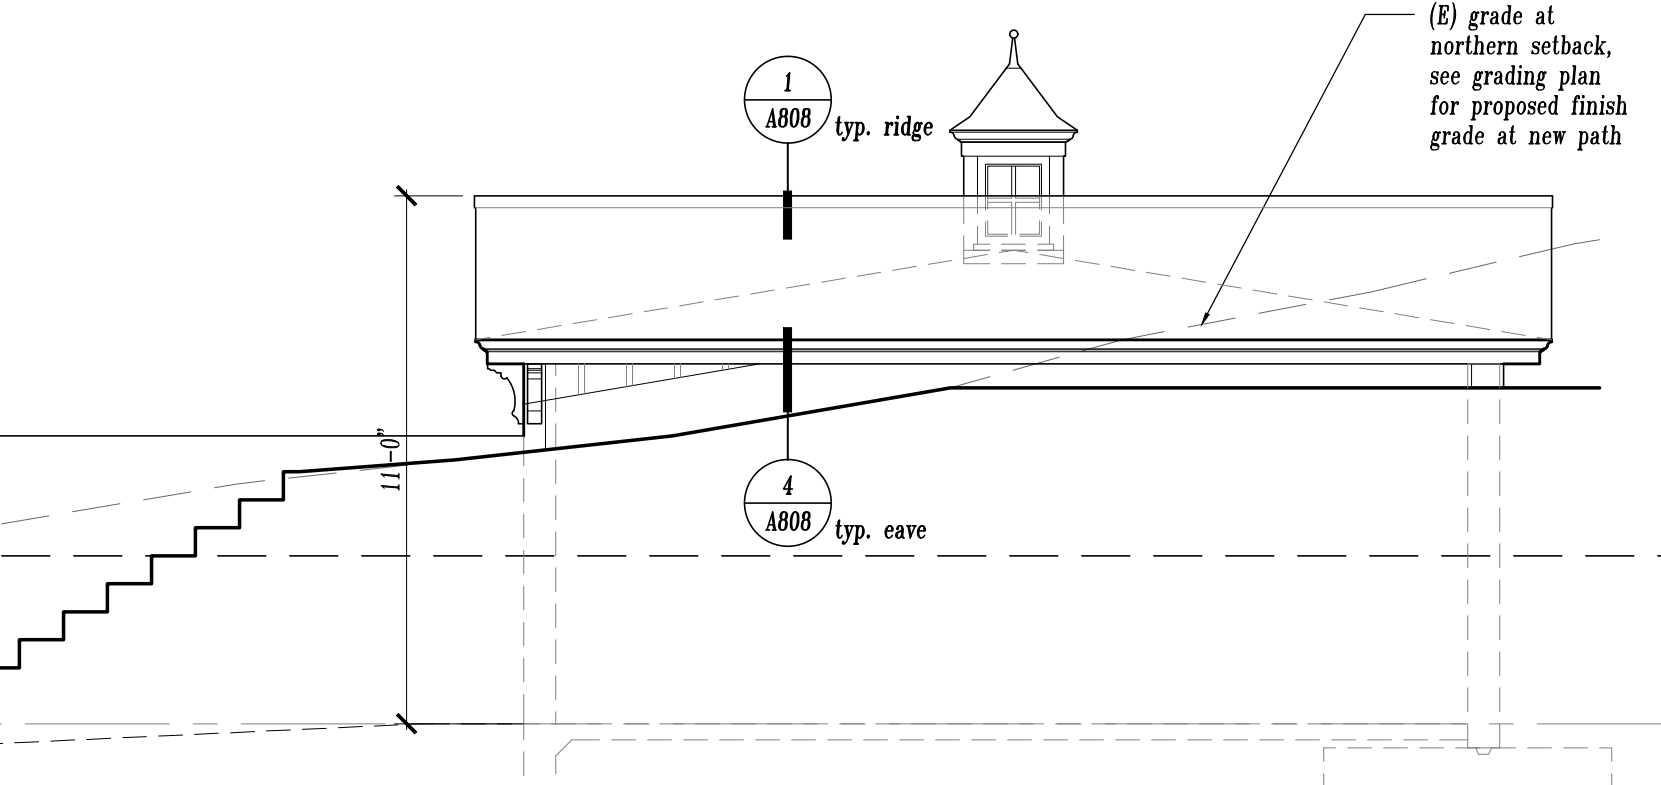 (E) grade at
northern setback,
see grading plan
for proposed finish
grade at new path
1
A808
typ. ridge
11-0"
4
A808
typ. eave